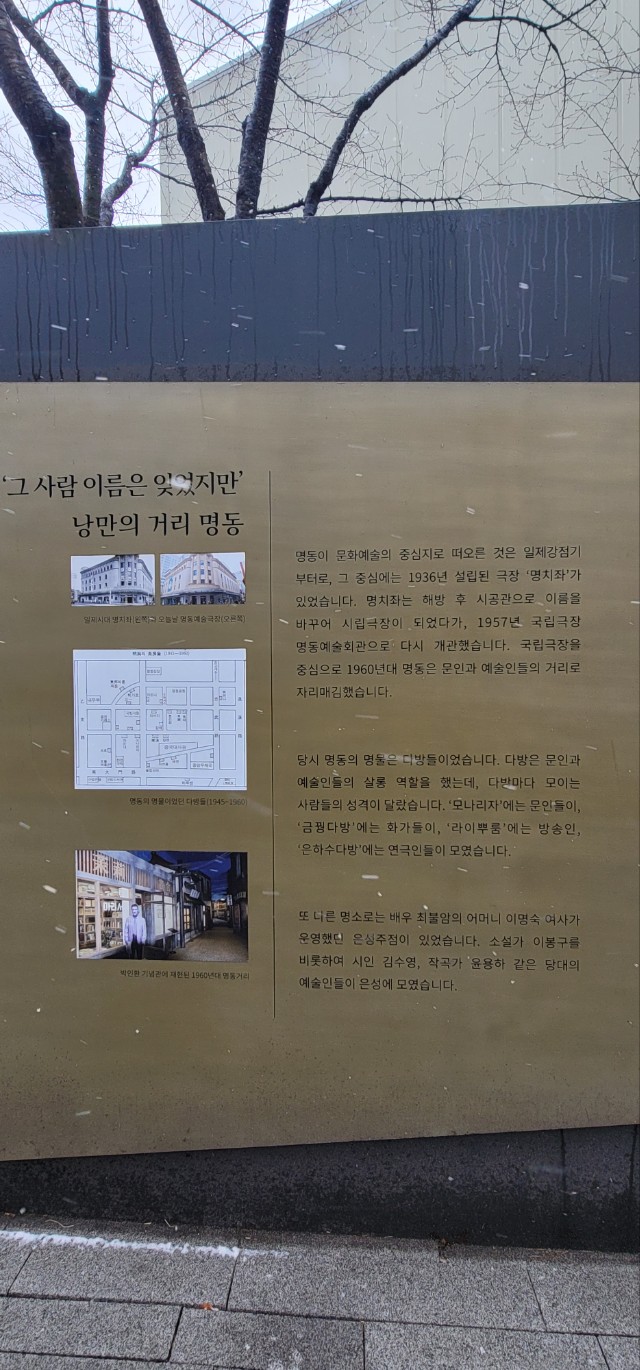 ‘그 사람 이름은 잊었지만’
낭만의 거리 명동
일제시대 명치좌(왼쪽)그 오늘날 명동예술극장(오른쪽)
명동의 명물이었던 다방들(1945~1960)
박인환 기념관에 재현된 1960년대 명동거리
명동이 문화예술의 중심지로 떠오른 것은 일제강점기
부터로, 그 중심에는 1936년 설립된 극장 ‘명치좌’가
있었습니다. 명치좌는 해방 후 시공관으로 이름을
바꾸어 시립극장이 되었다가, 1957년 국립극장
명동예술회관으로 다시 개관했습니다. 국립극장을
중심으로 1960년대 명동은 문인과 예술인들의 거리로
자리매김했습니다.
당시 명동의 명물은 다방들이었습니다. 다방은 문인과
예술인들의 살롱 역할을 했는데, 다방마다 모이는
사람들의 성격이 달랐습니다. ‘모나리자’에는 문인들이,
‘금꿩다방’에는 화가들이, ‘라이뿌룸’에는 방송인,
‘은하수다방’에는 연극인들이 모였습니다.
또 다른 명소로는 배우 최불암의 어머니 이명숙 여사가
운영했던 은성주점이 있었습니다. 소설가 이봉구를
비롯하여 시인 김수영, 작곡가 윤용하 같은 당대의
예술인들이 은성에 모였습니다.